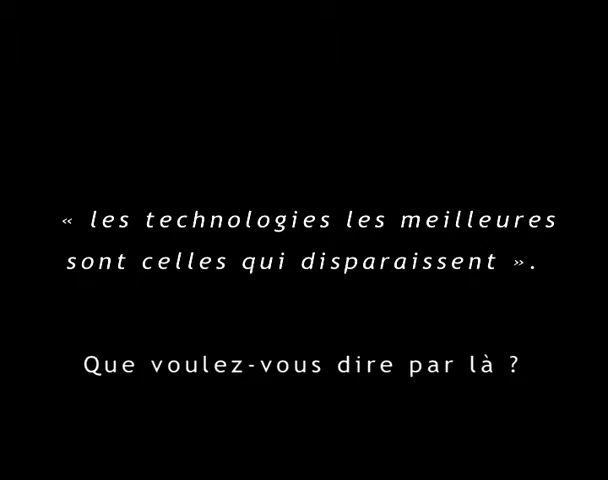 « les technologies les meilleures
sont celles qui disparaissent ».
Que voulez-vous dire par là ?